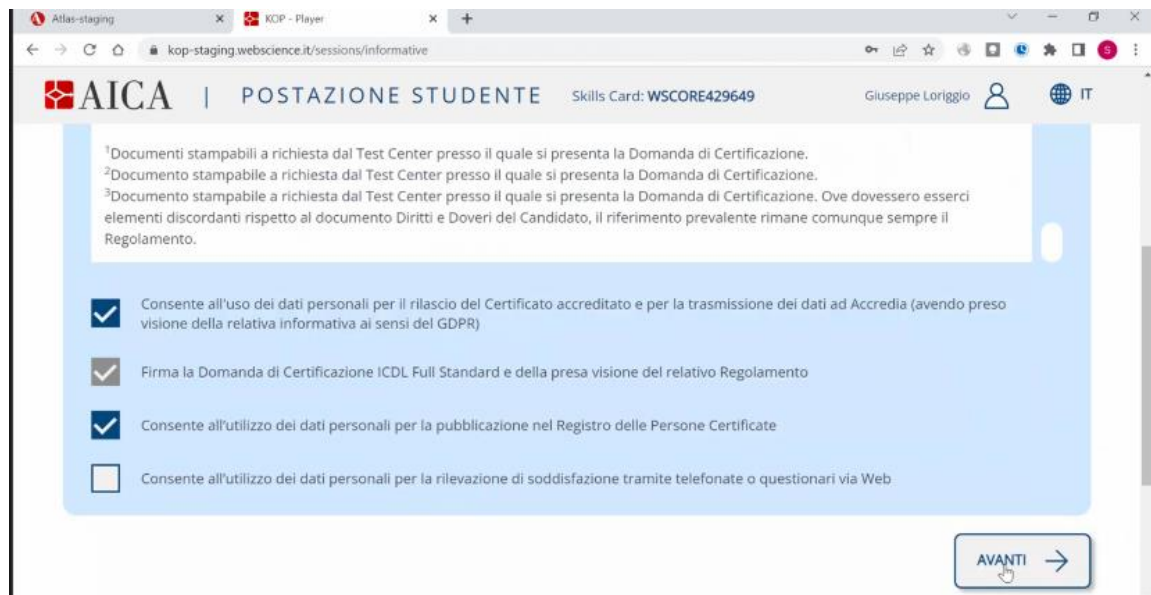 Atlas-staging
KOP - Player
kop-staging.webscience.it/sessions/informative
S
AICA | POSTAZIONE STUDENTE Skills Card: WSCORE429649 Giuseppe Loriggio IT
¹Documenti stampabili a richiesta dal Test Center presso il quale si presenta la Domanda di Certificazione.
²Documento stampabile a richiesta dal Test Center presso il quale si presenta la Domanda di Certificazione.
³Documento stampabile a richiesta dal Test Center presso il quale si presenta la Domanda di Certificazione. Ove dovessero esserci
elementi discordanti rispetto al documento Diritti e Doveri del Candidato, il riferimento prevalente rimane comunque sempre il
Regolamento.
Consente all'uso dei dati personali per il rilascio del Certificato accreditato e per la trasmissione dei dati ad Accredia (avendo preso
visione della relativa informativa ai sensi del GDPR)
Firma la Domanda di Certificazione ICDL Full Standard e della presa visione del relativo Regolamento
Consente all'utilizzo dei dati personali per la pubblicazione nel Registro delle Persone Certificate
Consente all'utilizzo dei dati personali per la rilevazione di soddisfazione tramite telefonate o questionari via Web
AVANTI